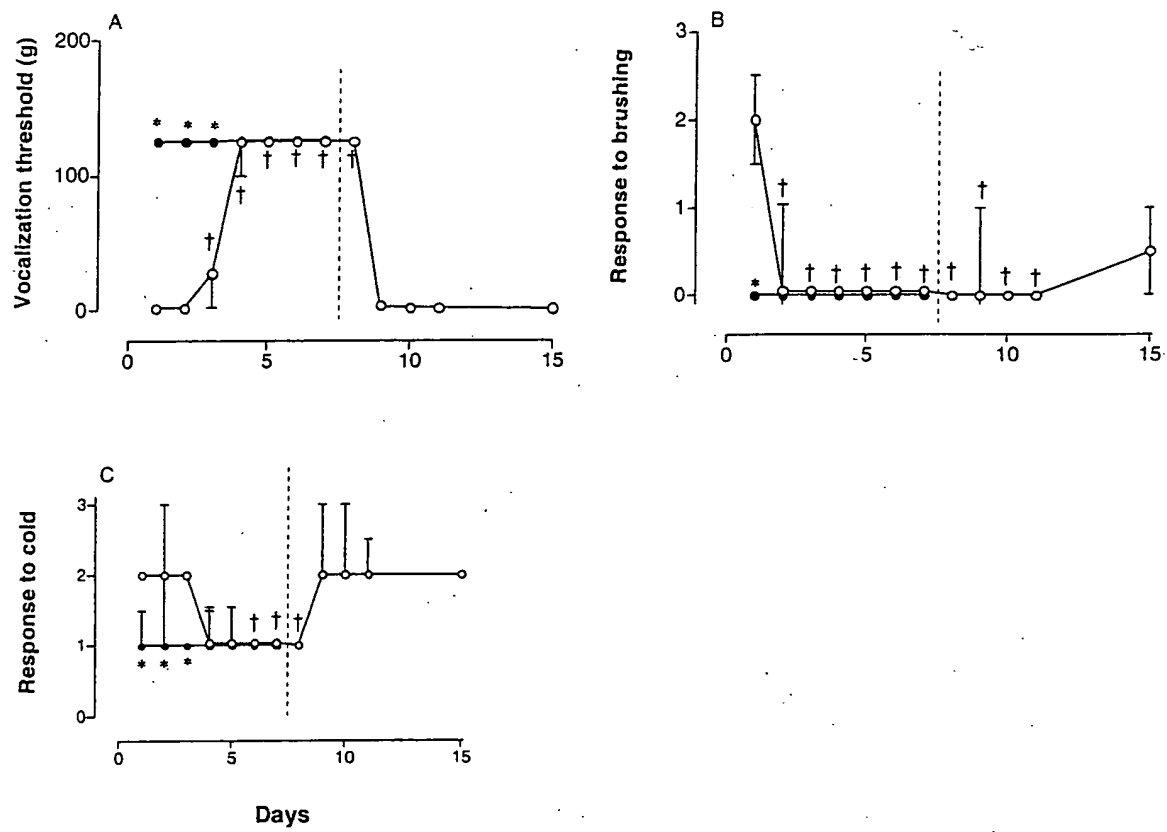 A
Vocalization threshold (g)
200
100
0
* * *
† † † † † †
0 5 10 15
B
Response to brushing
3
2
1
0
*
† † † † † † † † † †
0 5 10 15
C
Response to cold
3
2
1
0
* * *
† † †
0 5 10 15
Days